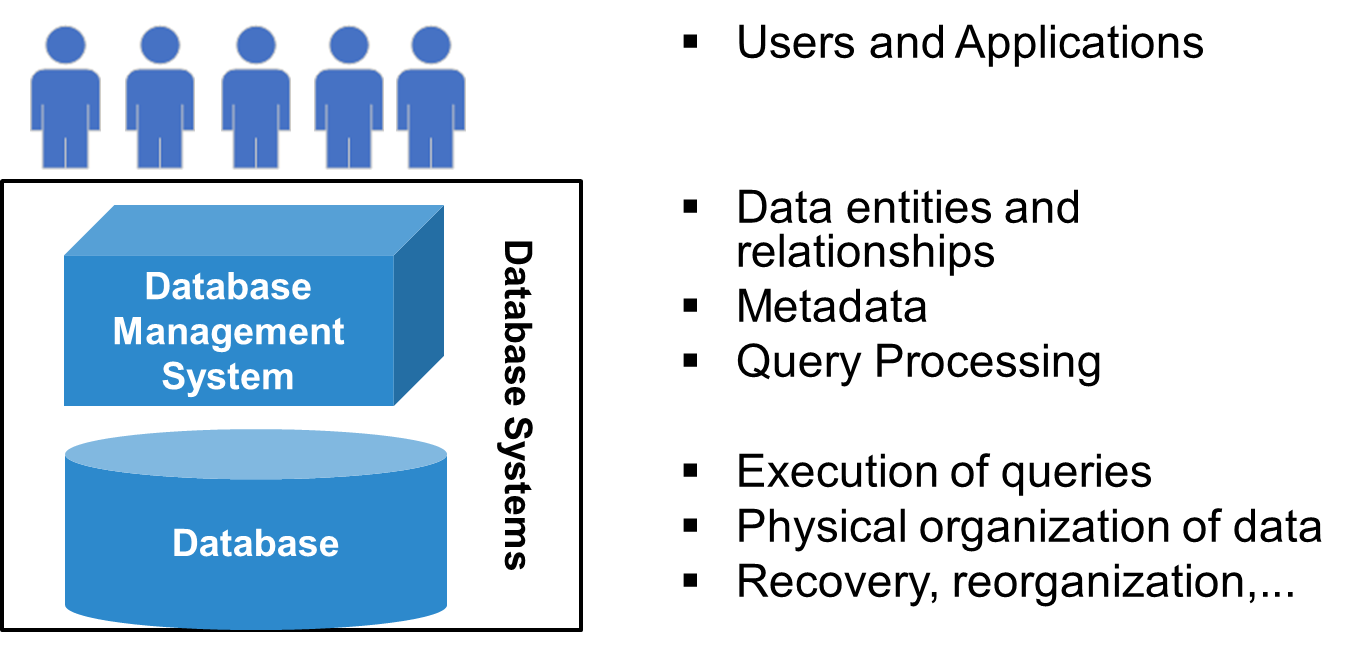 ▪ Users and Applications
Database
Management
System
Database Systems
▪ Data entities and
relationships
▪ Metadata
▪ Query Processing
Database
▪ Execution of queries
▪ Physical organization of data
▪ Recovery, reorganization,...